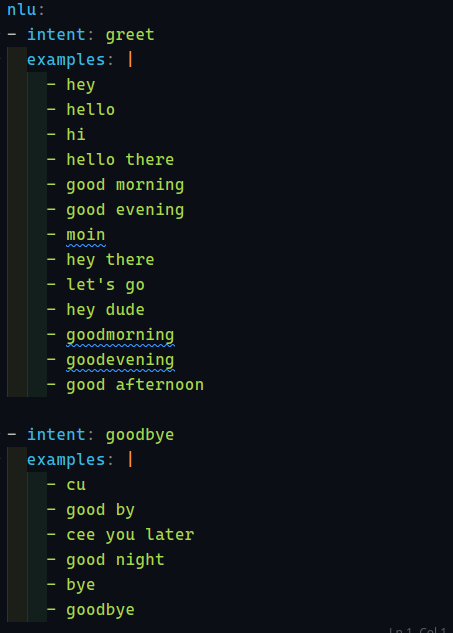 nlu:
- intent: greet
examples: |
- hey
- hello
- hi
- hello there
- good morning
- good evening
- moin
- hey there
- let's go
- hey dude
- goodmorning
- goodevening
- good afternoon
- intent: goodbye
examples: |
- cu
- good by
- cee you later
- good night
- bye
- goodbye
Ln 1, Col 1